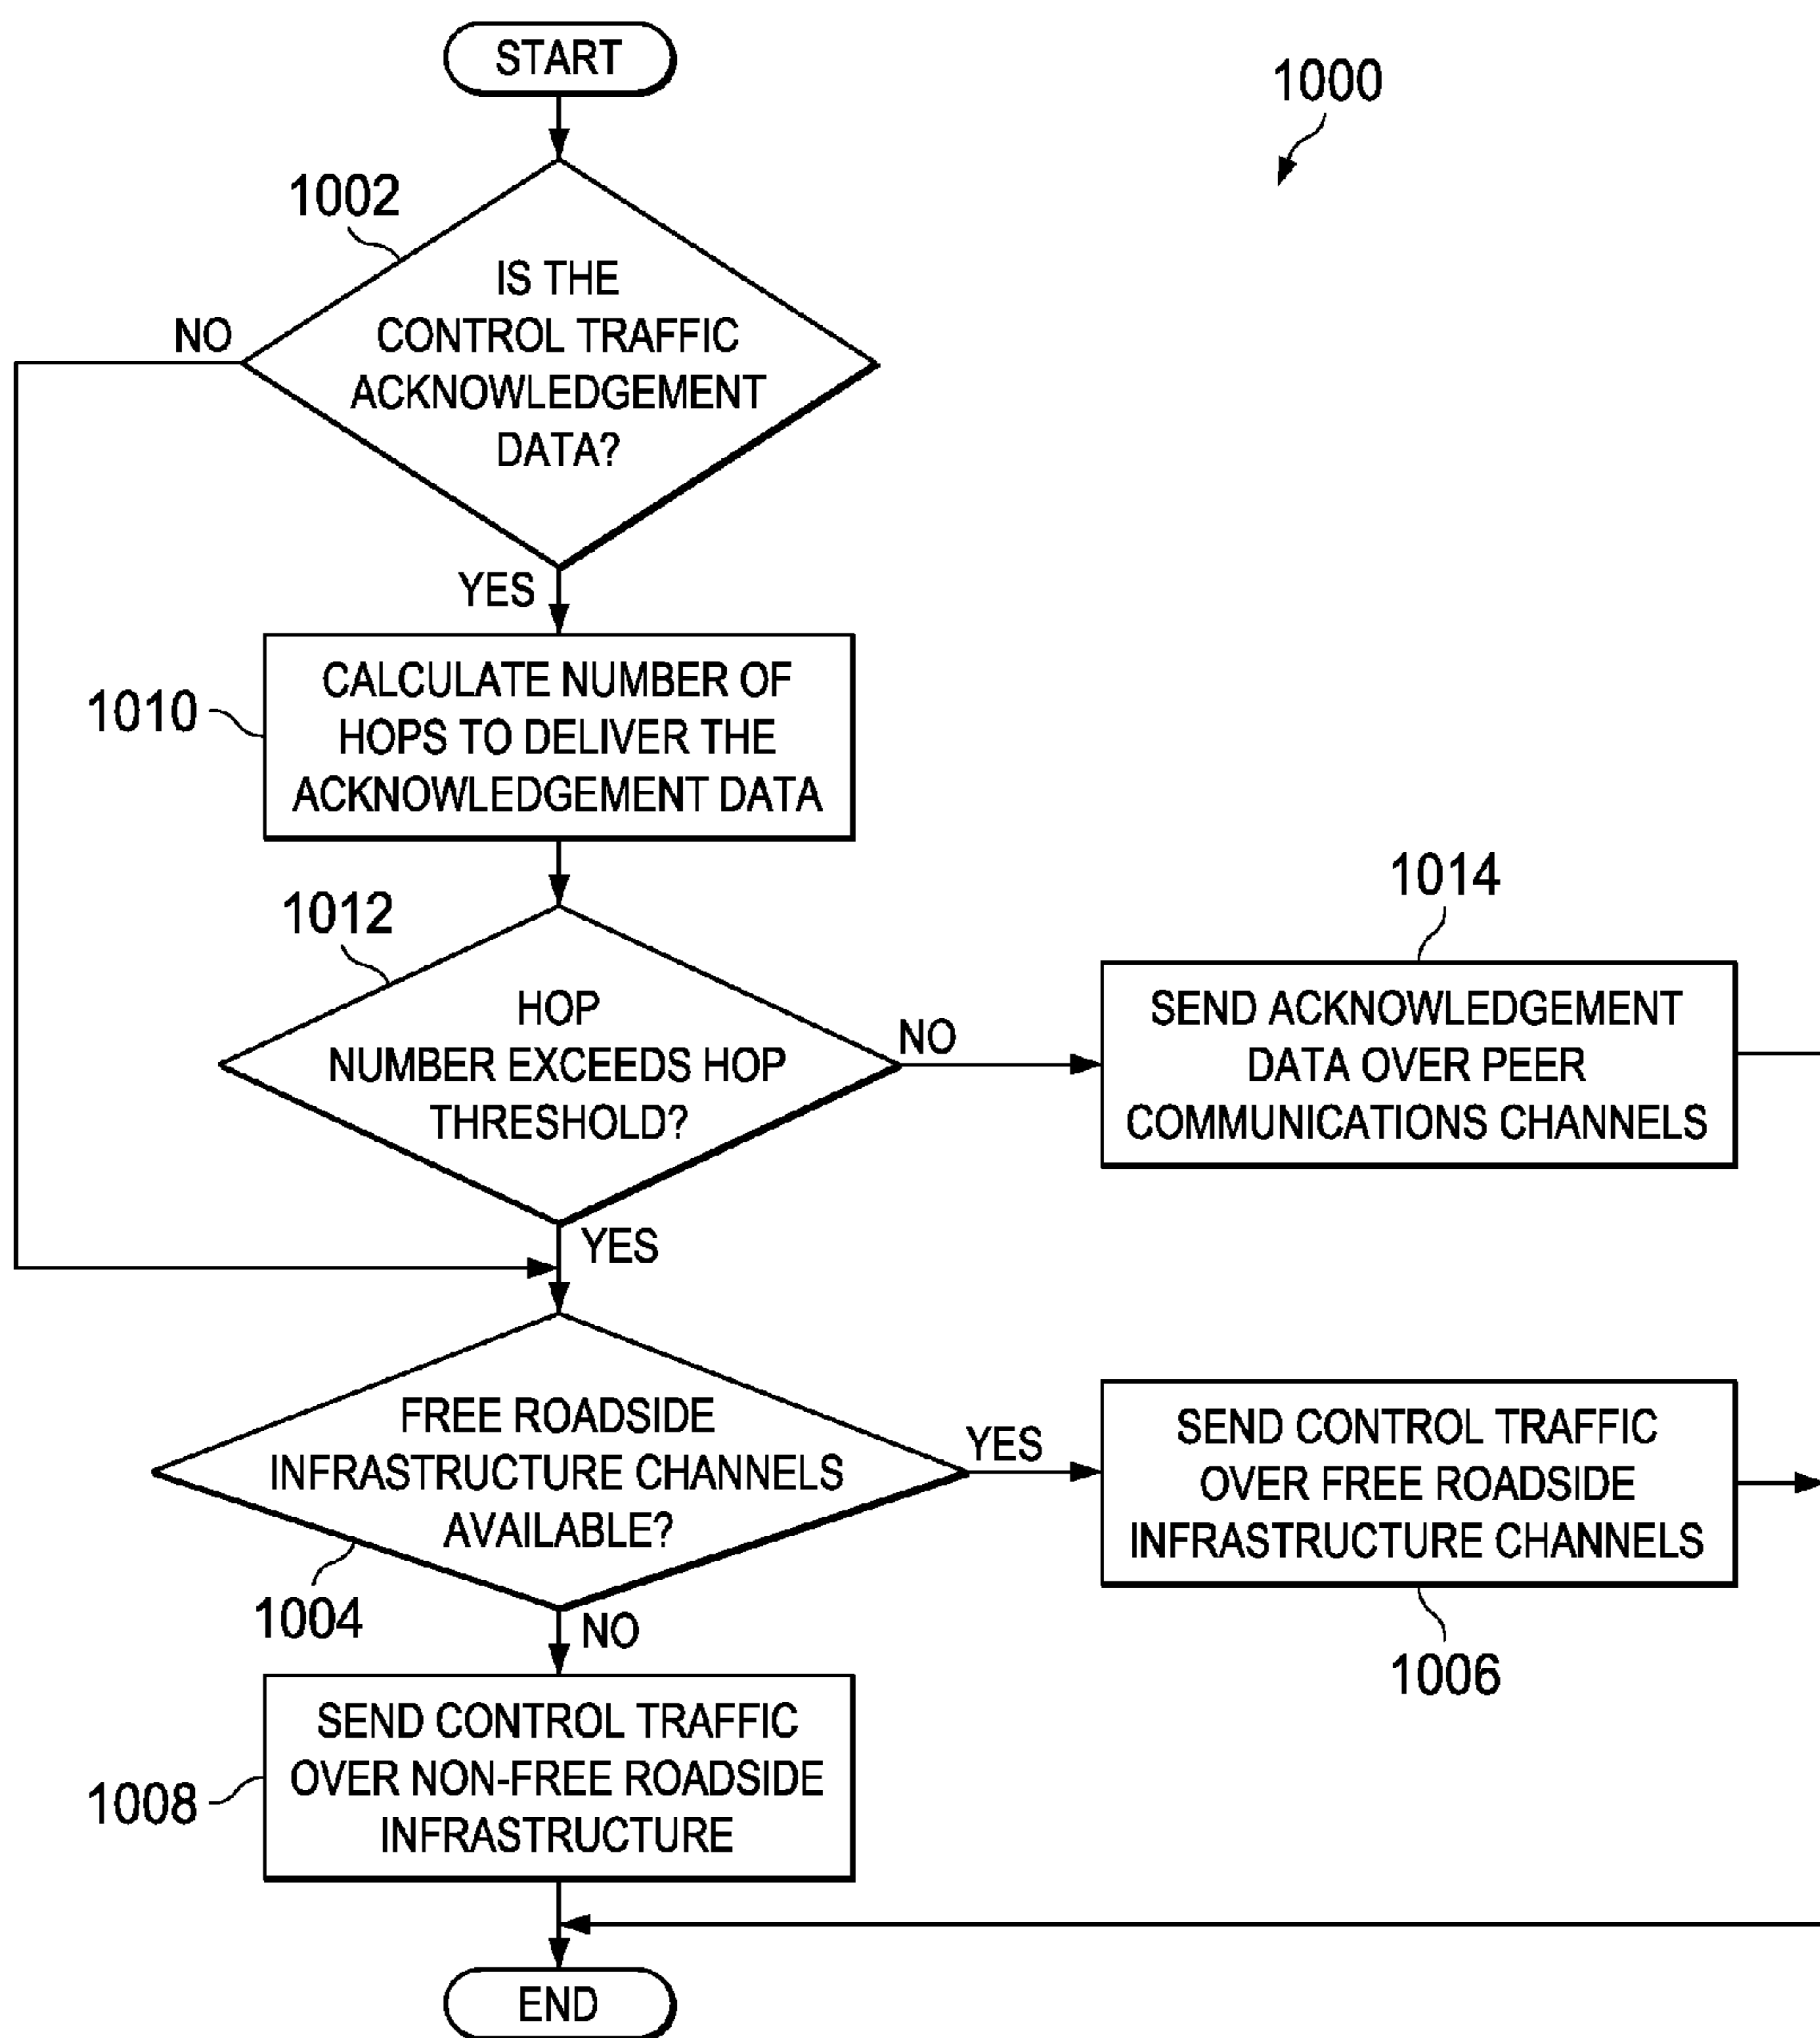 START
1000
1002
IS THE
CONTROL TRAFFIC
ACKNOWLEDGEMENT
DATA?
NO
YES
1010
CALCULATE NUMBER OF
HOPS TO DELIVER THE
ACKNOWLEDGEMENT DATA
1012
HOP
NUMBER EXCEEDS HOP
THRESHOLD?
NO
1014
SEND ACKNOWLEDGEMENT
DATA OVER PEER
COMMUNICATIONS CHANNELS
YES
FREE ROADSIDE
INFRASTRUCTURE CHANNELS
AVAILABLE?
1004
YES
SEND CONTROL TRAFFIC
OVER FREE ROADSIDE
INFRASTRUCTURE CHANNELS
1006
NO
1008
SEND CONTROL TRAFFIC
OVER NON-FREE ROADSIDE
INFRASTRUCTURE
END